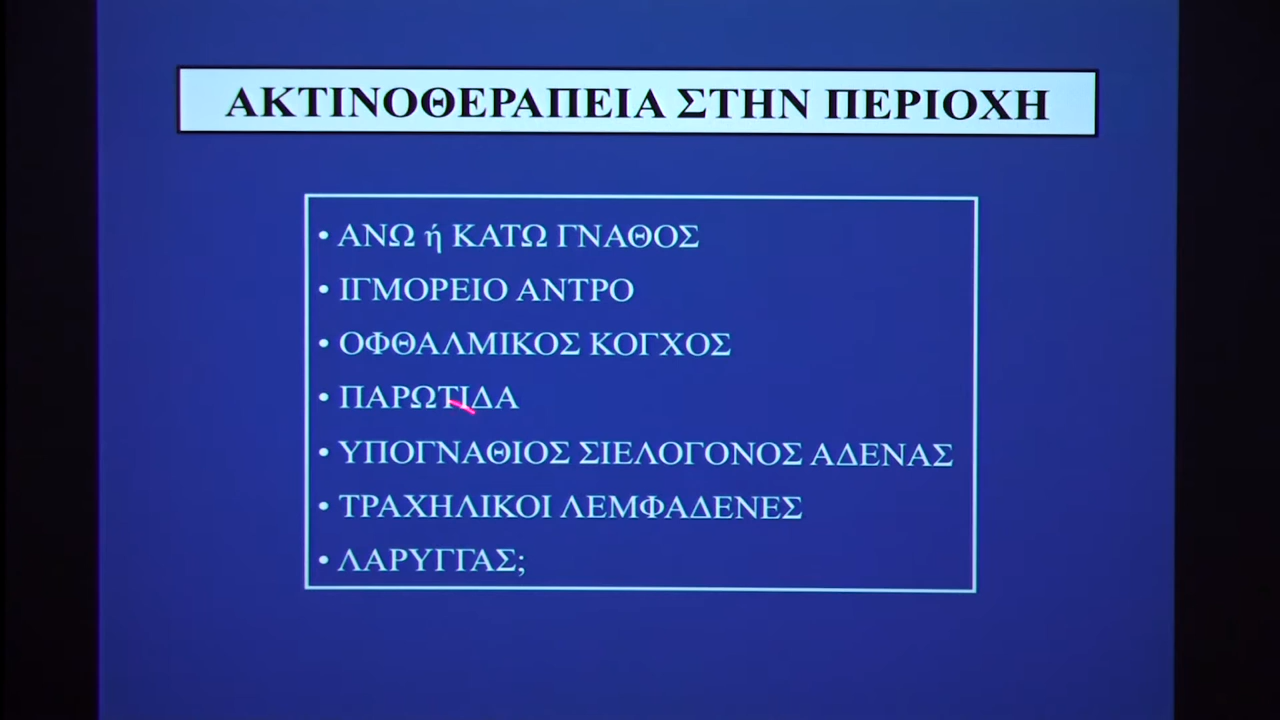 ΑΚΤΙΝΟΘΕΡΑΠΕΙΑ ΣΤΗΝ ΠΕΡΙΟΧΗ
• ΑΝΩ ή ΚΑΤΩ ΓΝΑΘΟΣ
• ΙΓΜΟΡΕΙΟ ΑΝΤΡΟ
• ΟΦΘΑΛΜΙΚΟΣ ΚΟΓΧΟΣ
• ΠΑΡΩΤΙΔΑ
• ΥΠΟΓΝΑΘΙΟΣ ΣΙΕΛΟΓΟΝΟΣ ΑΔΕΝΑΣ
• ΤΡΑΧΗΛΙΚΟΙ ΛΕΜΦΑΔΕΝΕΣ
• ΛΑΡΥΓΓΑΣ;